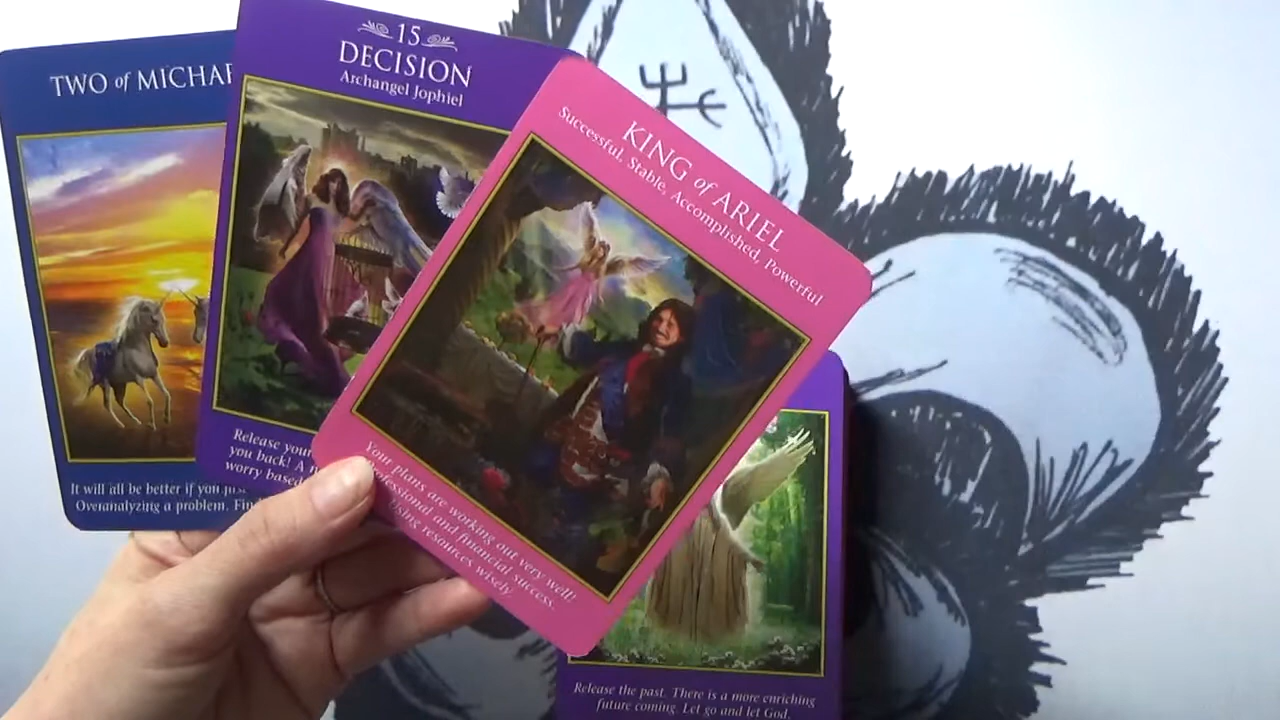 TWO of MICHA
It will all be better if you just
Overanalyzing a problem. Fin
15
DECISION
Archangel Jophiel
Release your
you back! A n
worry based
KING of ARIEL
Successful, Stable, Accomplished, Powerful
Your plans are working out very well!
Professional and financial success.
Using resources wisely.
Release the past. There is a more enriching
future coming. Let go and let God.